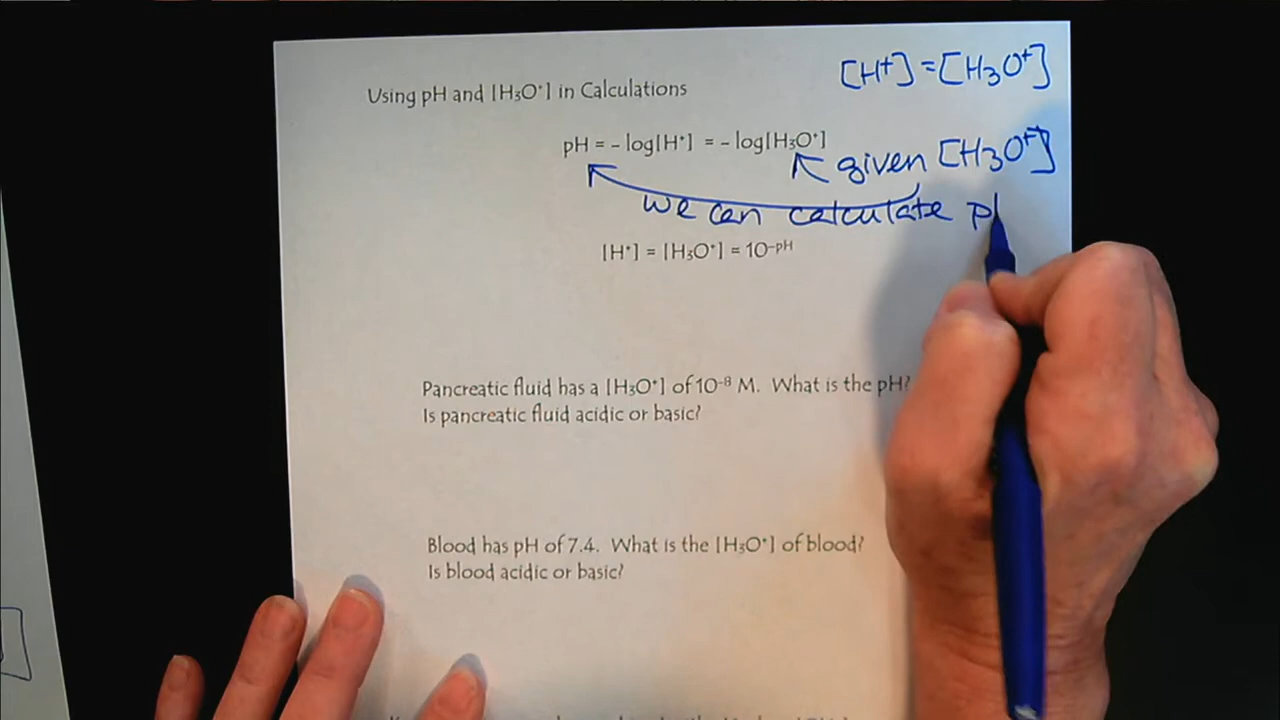 [H⁺] = [H₃O⁺]
Using pH and [H₃O⁺] in Calculations
pH = – log[H⁺] = – log[H₃O⁺]
given [H₃O⁺]
we can calculate p
[H⁺] = [H₃O⁺] = 10⁻ᵖᴴ
Pancreatic fluid has a [H₃O⁺] of 10⁻⁸ M. What is the pH?
Is pancreatic fluid acidic or basic?
Blood has pH of 7.4. What is the [H₃O⁺] of blood?
Is blood acidic or basic?